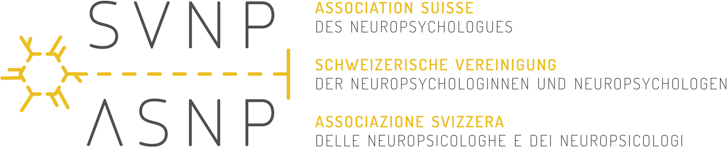 SVNP
ASNP
ASSOCIATION SUISSE
DES NEUROPSYCHOLOGUES
SCHWEIZERISCHE VEREINIGUNG
DER NEUROPSYCHOLOGINNEN UND NEUROPSYCHOLOGEN
ASSOCIAZIONE SVIZZERA
DELLE NEUROPSICOLOGHE E DEI NEUROPSICOLOGI